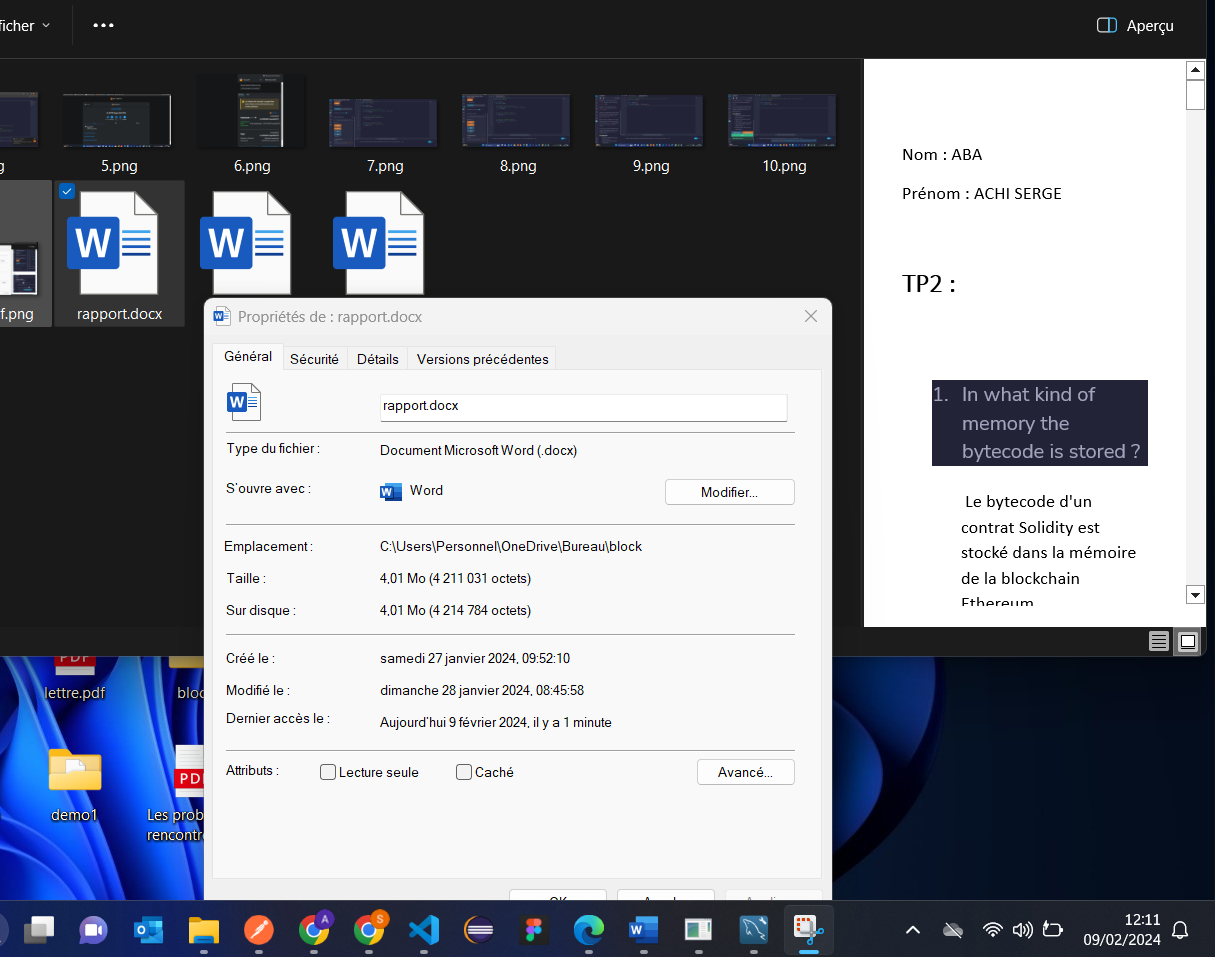 ficher
Aperçu
g
5.png
6.png
7.png
8.png
9.png
10.png
f.png
rapport.docx
Nom : ABA
Prénom : ACHI SERGE
TP2 :
1. In what kind of
memory the
bytecode is stored ?
Le bytecode d'un
contrat Solidity est
stocké dans la mémoire
de la blockchain
Ethereum
Propriétés de : rapport.docx
Général
Sécurité
Détails
Versions précédentes
rapport.docx
Type du fichier :
Document Microsoft Word (.docx)
S'ouvre avec :
Word
Modifier...
Emplacement :
C:\Users\Personnel\OneDrive\Bureau\block
Taille :
4,01 Mo (4 211 031 octets)
Sur disque :
4,01 Mo (4 214 784 octets)
Créé le :
samedi 27 janvier 2024, 09:52:10
Modifié le :
dimanche 28 janvier 2024, 08:45:58
Dernier accès le :
Aujourd'hui 9 février 2024, il y a 1 minute
Attributs :
Lecture seule
Caché
Avancé...
OK
PDF
lettre.pdf
bloc
demo1
PDF
Les prob
rencontre
A
S
12:11
09/02/2024